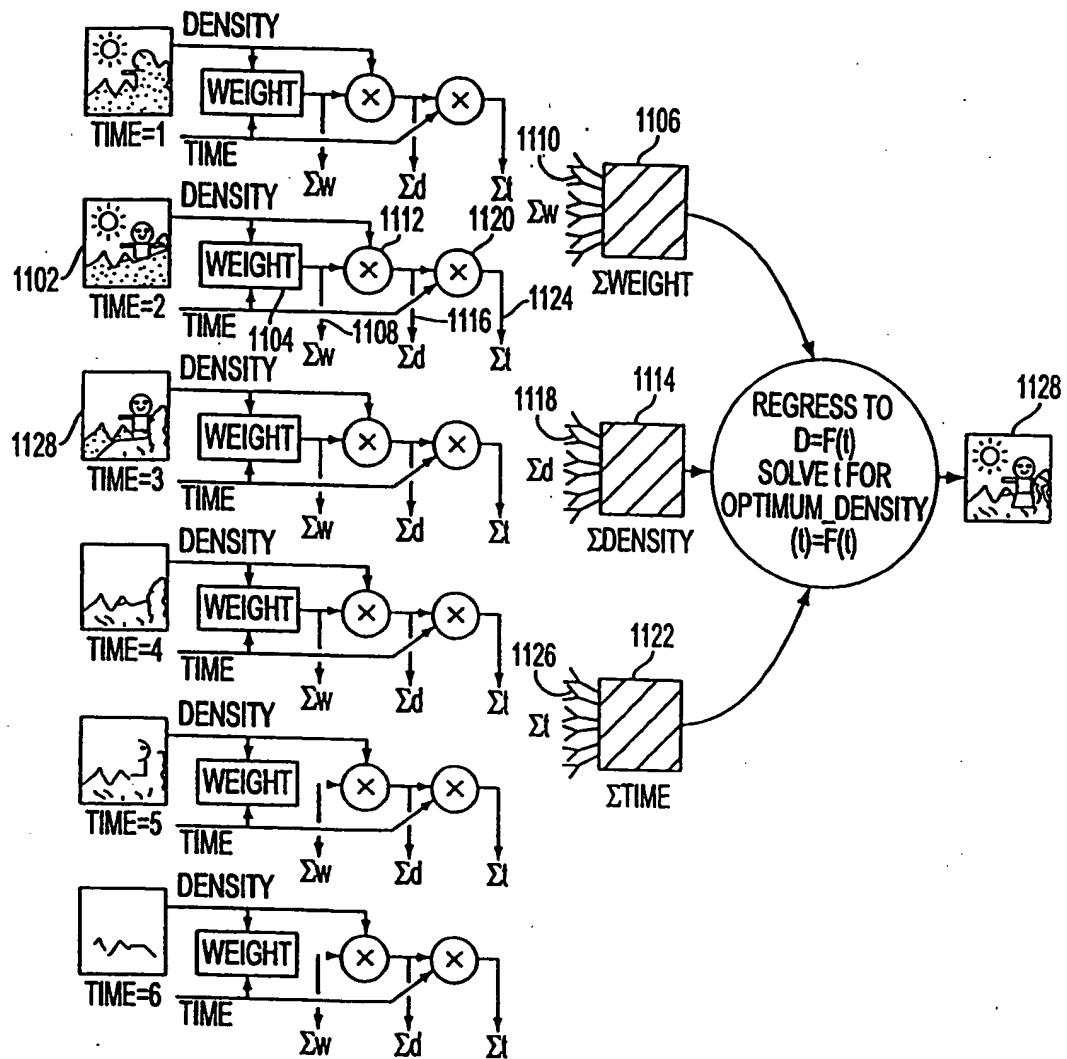 DENSITY
WEIGHT
×
×
TIME=1
TIME
Σw
Σd
Σt
DENSITY
1112
1120
1102
WEIGHT
×
×
TIME=2
TIME
1104
1108
1116
1124
Σw
Σd
Σt
DENSITY
1128
WEIGHT
×
×
TIME=3
TIME
Σw
Σd
Σt
DENSITY
WEIGHT
×
×
TIME=4
TIME
Σw
Σd
Σt
DENSITY
WEIGHT
×
×
TIME=5
TIME
Σw
Σd
Σt
DENSITY
WEIGHT
×
×
TIME=6
TIME
Σw
Σd
Σt
1110
1106
Σw
ΣWEIGHT
1118
1114
Σd
ΣDENSITY
1126
1122
Σt
ΣTIME
REGRESS TO
D=F(t)
SOLVE t FOR
OPTIMUM_DENSITY
(t)=F(t)
1128